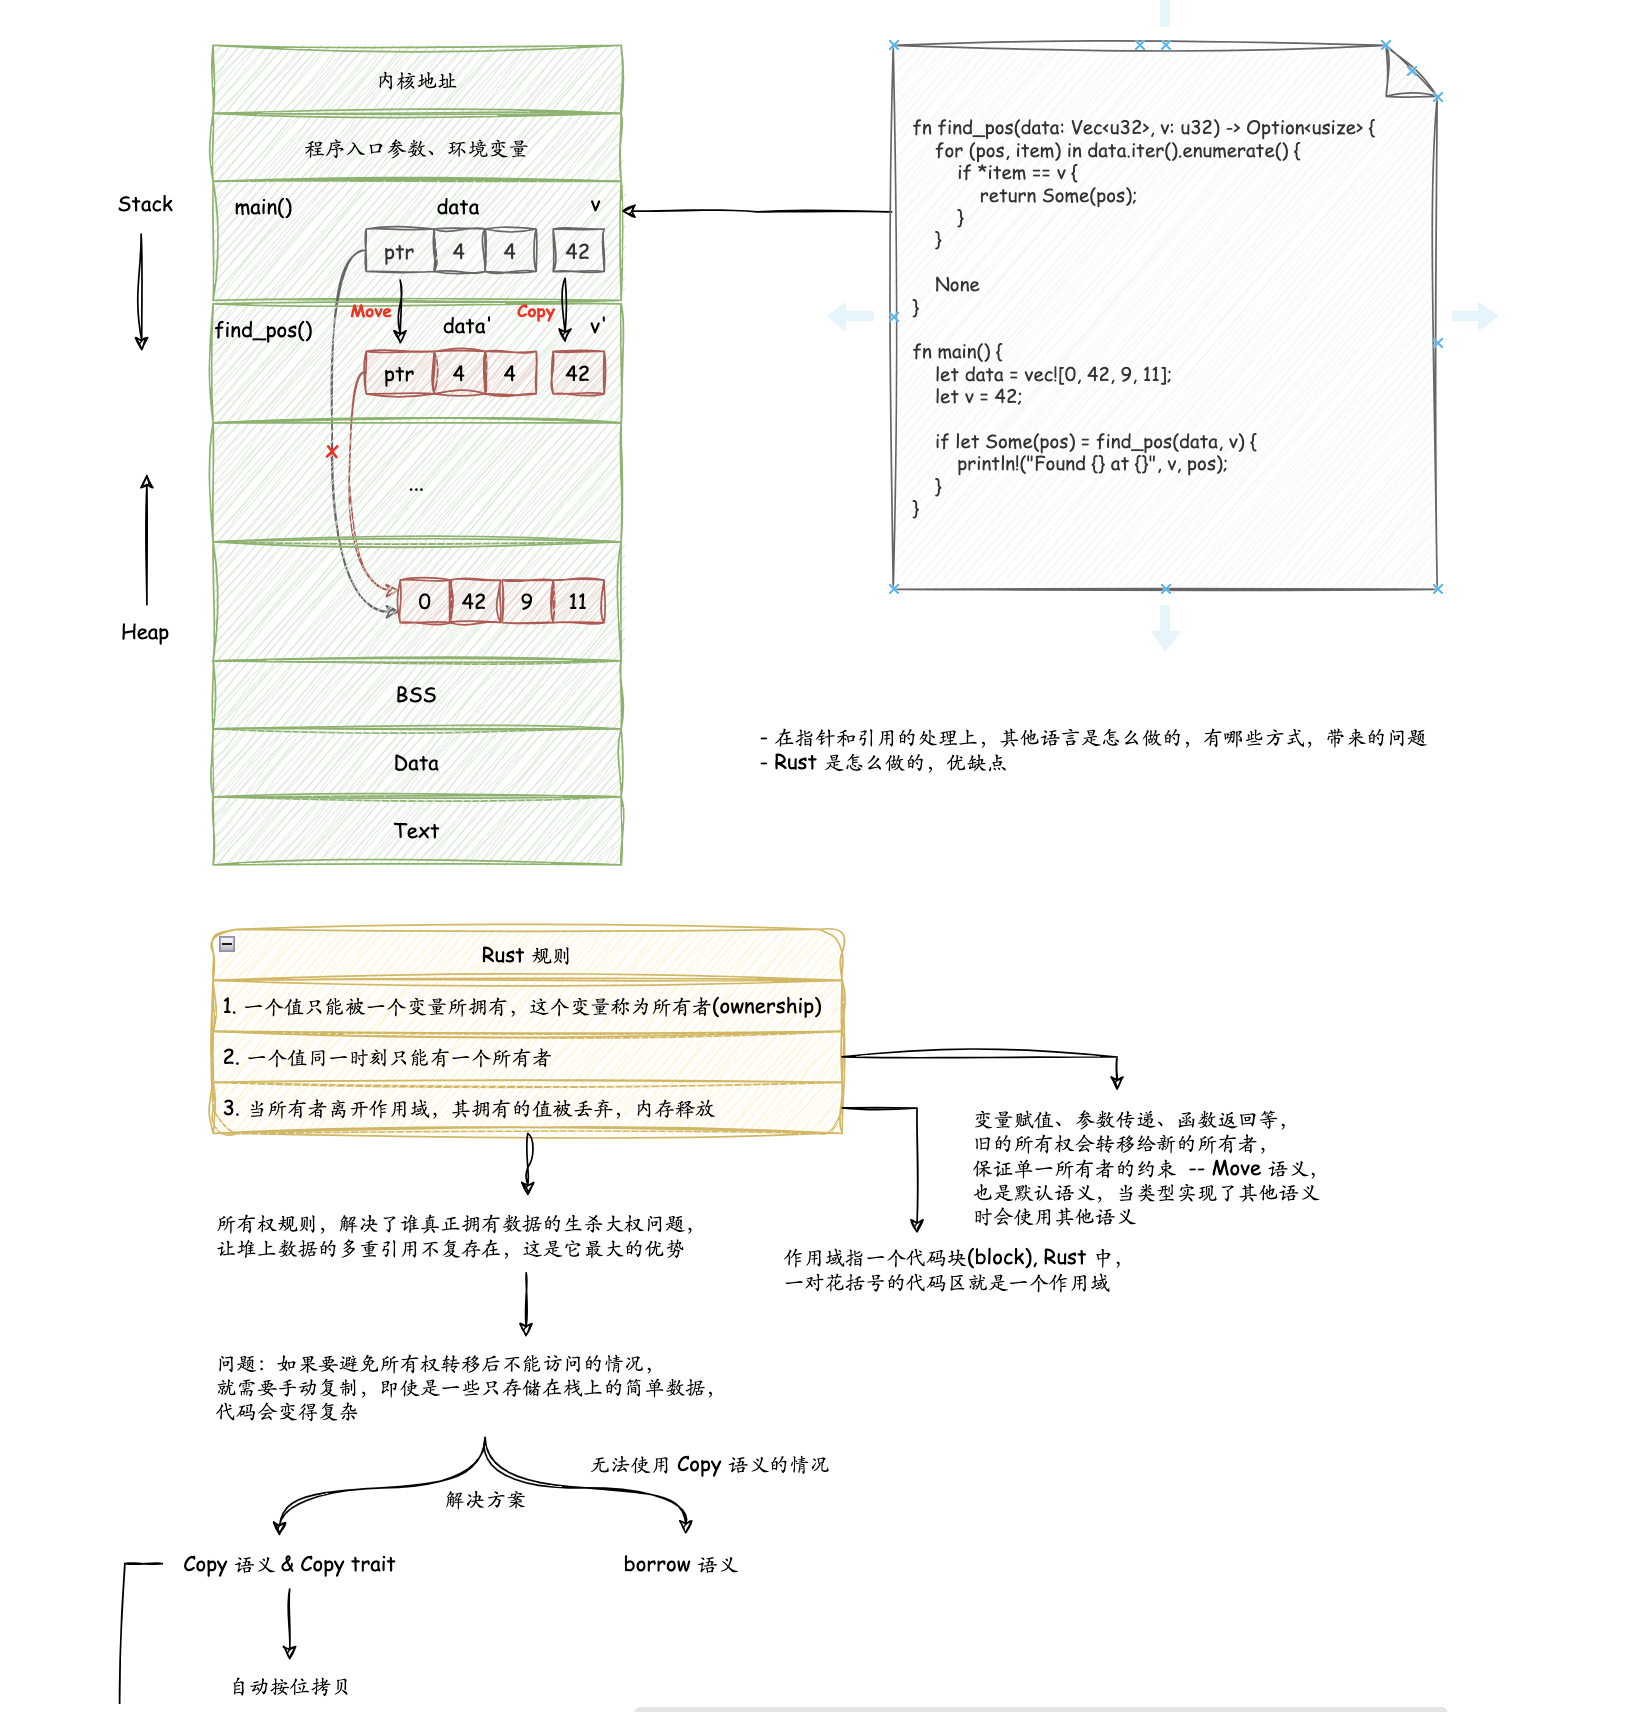 内核地址
程序入口参数、环境变量
Stack
main()
data
v
ptr
4
4
42
Move
Copy
find_pos()
data'
v'
ptr
4
4
42
...
0
42
9
11
Heap
BSS
Data
Text
fn find_pos(data: Vec<u32>, v: u32) -> Option<usize> {
for (pos, item) in data.iter().enumerate() {
if *item == v {
return Some(pos);
}
}
None
}
fn main() {
let data = vec![0, 42, 9, 11];
let v = 42;
if let Some(pos) = find_pos(data, v) {
println!("Found {} at {}", v, pos);
}
}
- 在指针和引用的处理上，其他语言是怎么做的，有哪些方式，带来的问题
- Rust 是怎么做的，优缺点
Rust 规则
1. 一个值只能被一个变量所拥有，这个变量称为所有者(ownership)
2. 一个值同一时刻只能有一个所有者
3. 当所有者离开作用域，其拥有的值被丢弃，内存释放
变量赋值、参数传递、函数返回等，
旧的所有权会转移给新的所有者，
保证单一所有者的约束 -- Move 语义，
也是默认语义，当类型实现了其他语义
时会使用其他语义
作用域指一个代码块(block), Rust 中，
一对花括号的代码区就是一个作用域
所有权规则，解决了谁真正拥有数据的生杀大权问题，
让堆上数据的多重引用不复存在，这是它最大的优势
问题：如果要避免所有权转移后不能访问的情况，
就需要手动复制，即使是一些只存储在栈上的简单数据，
代码会变得复杂
无法使用 Copy 语义的情况
解决方案
Copy 语义 & Copy trait
borrow 语义
自动按位拷贝